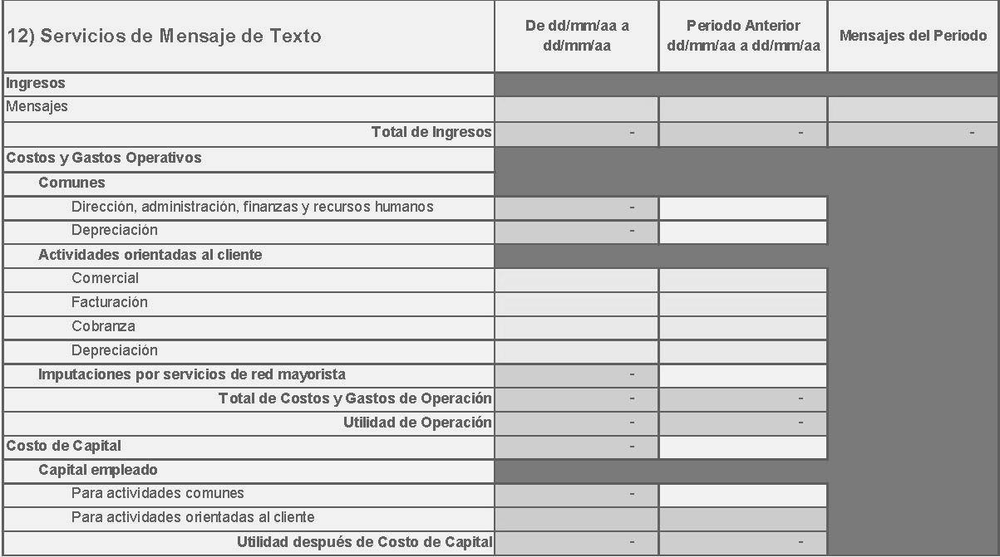 12) Servicios de Mensaje de Texto De dd/mm/aa a dd/mm/aa Periodo Anterior dd/mm/aa a dd/mm/aa Mensajes del Periodo
Ingresos
Mensajes
Total de Ingresos - - -
Costos y Gastos Operativos
Comunes
Dirección, administración, finanzas y recursos humanos -
Depreciación -
Actividades orientadas al cliente
Comercial
Facturación
Cobranza
Depreciación
Imputaciones por servicios de red mayorista -
Total de Costos y Gastos de Operación - -
Utilidad de Operación - -
Costo de Capital -
Capital empleado
Para actividades comunes -
Para actividades orientadas al cliente
Utilidad después de Costo de Capital - -